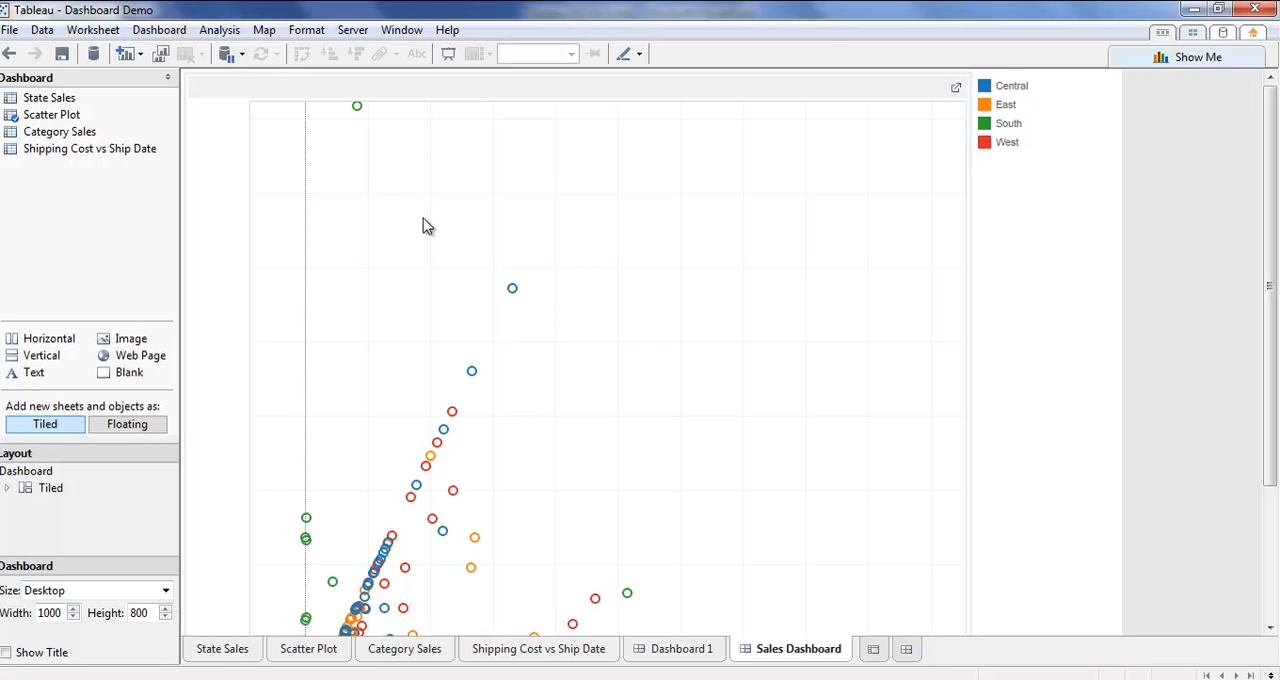 Tableau - Dashboard Demo
File Data Worksheet Dashboard Analysis Map Format Server Window Help
Abc
Show Me
Dashboard
State Sales
Scatter Plot
Category Sales
Shipping Cost vs Ship Date
Horizontal Image
Vertical Web Page
A Text Blank
Add new sheets and objects as:
Tiled Floating
Layout
Dashboard
Tiled
Dashboard
Size: Desktop
Width: 1000 Height: 800
Show Title
Central
East
South
West
State Sales Scatter Plot Category Sales Shipping Cost vs Ship Date Dashboard 1 Sales Dashboard